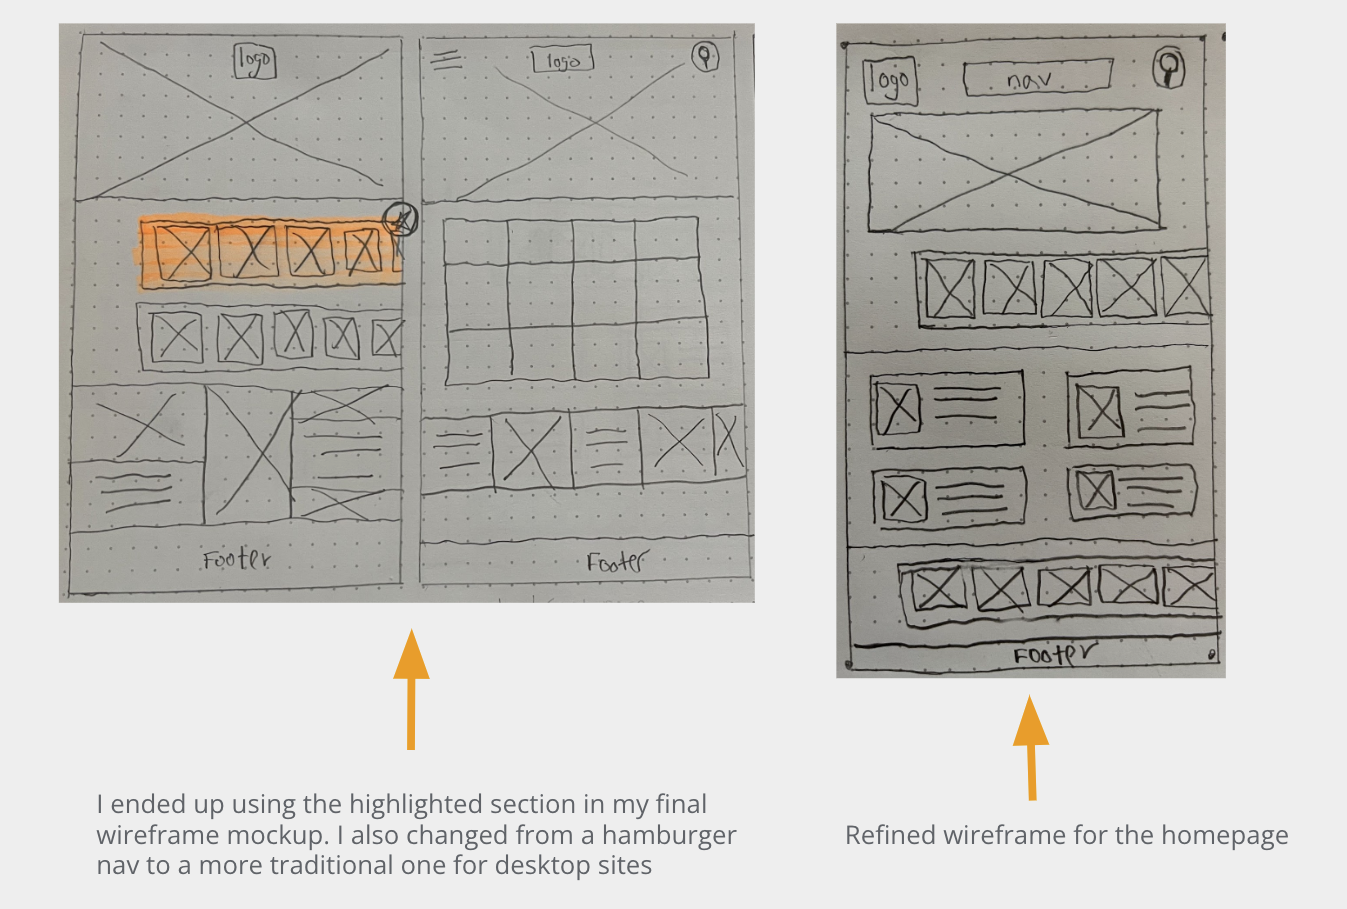 logo
logo
Footer
Footer
logo
nav
Footer
I ended up using the highlighted section in my final
wireframe mockup. I also changed from a hamburger
nav to a more traditional one for desktop sites
Refined wireframe for the homepage